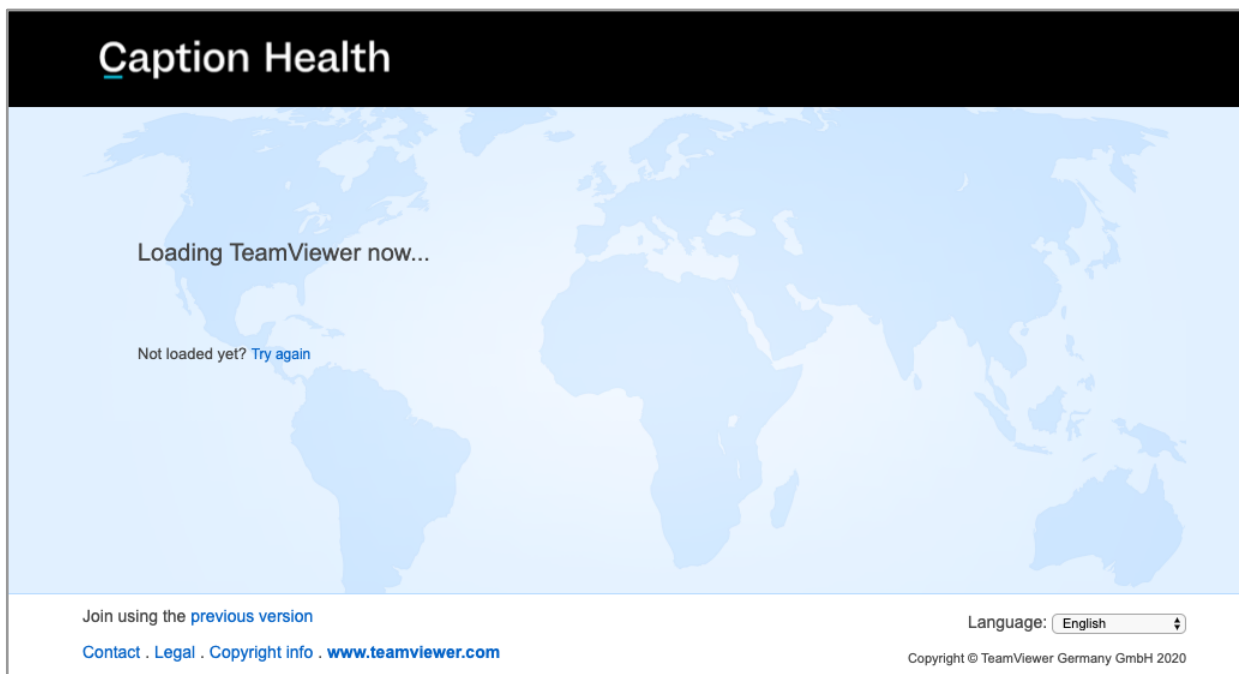 Caption Health
Loading TeamViewer now...
Not loaded yet? Try again
Join using the previous version
Language: English
Contact . Legal . Copyright info . www.teamviewer.com
Copyright © TeamViewer Germany GmbH 2020